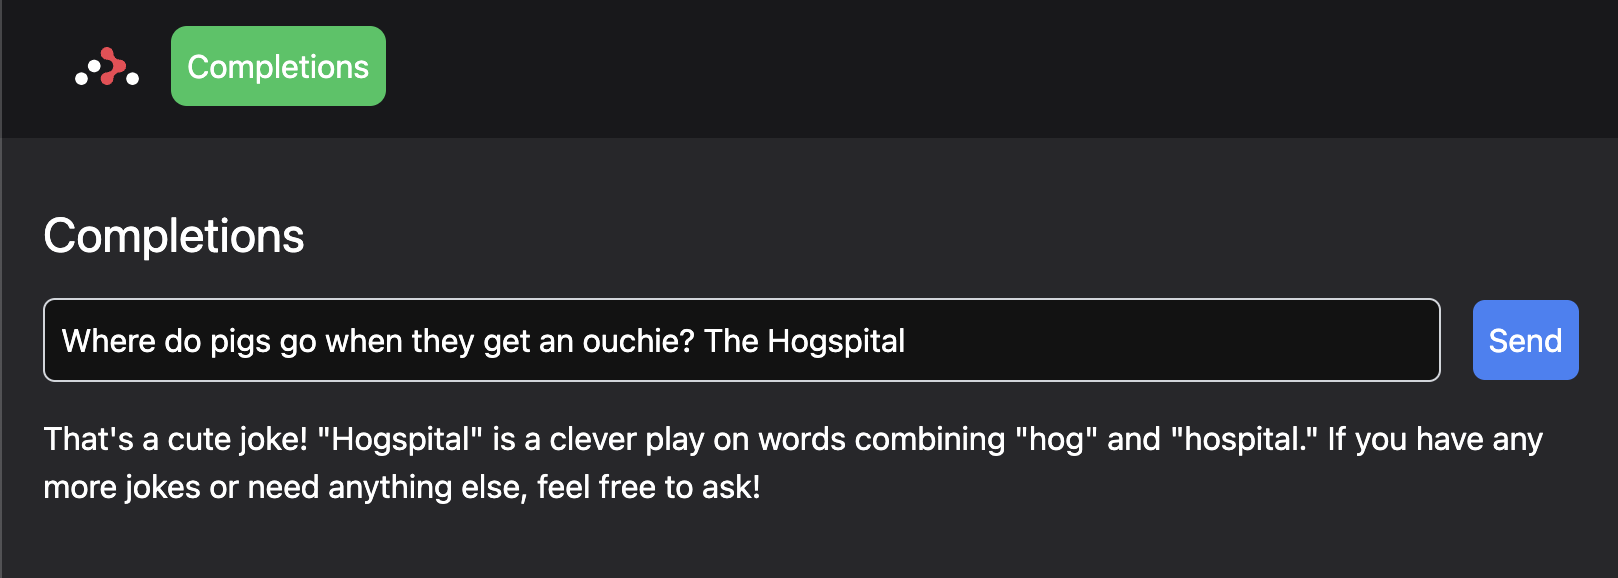 Completions
Completions
Where do pigs go when they get an ouchie? The Hogspital
Send
That's a cute joke! "Hogspital" is a clever play on words combining "hog" and "hospital." If you have any
more jokes or need anything else, feel free to ask!